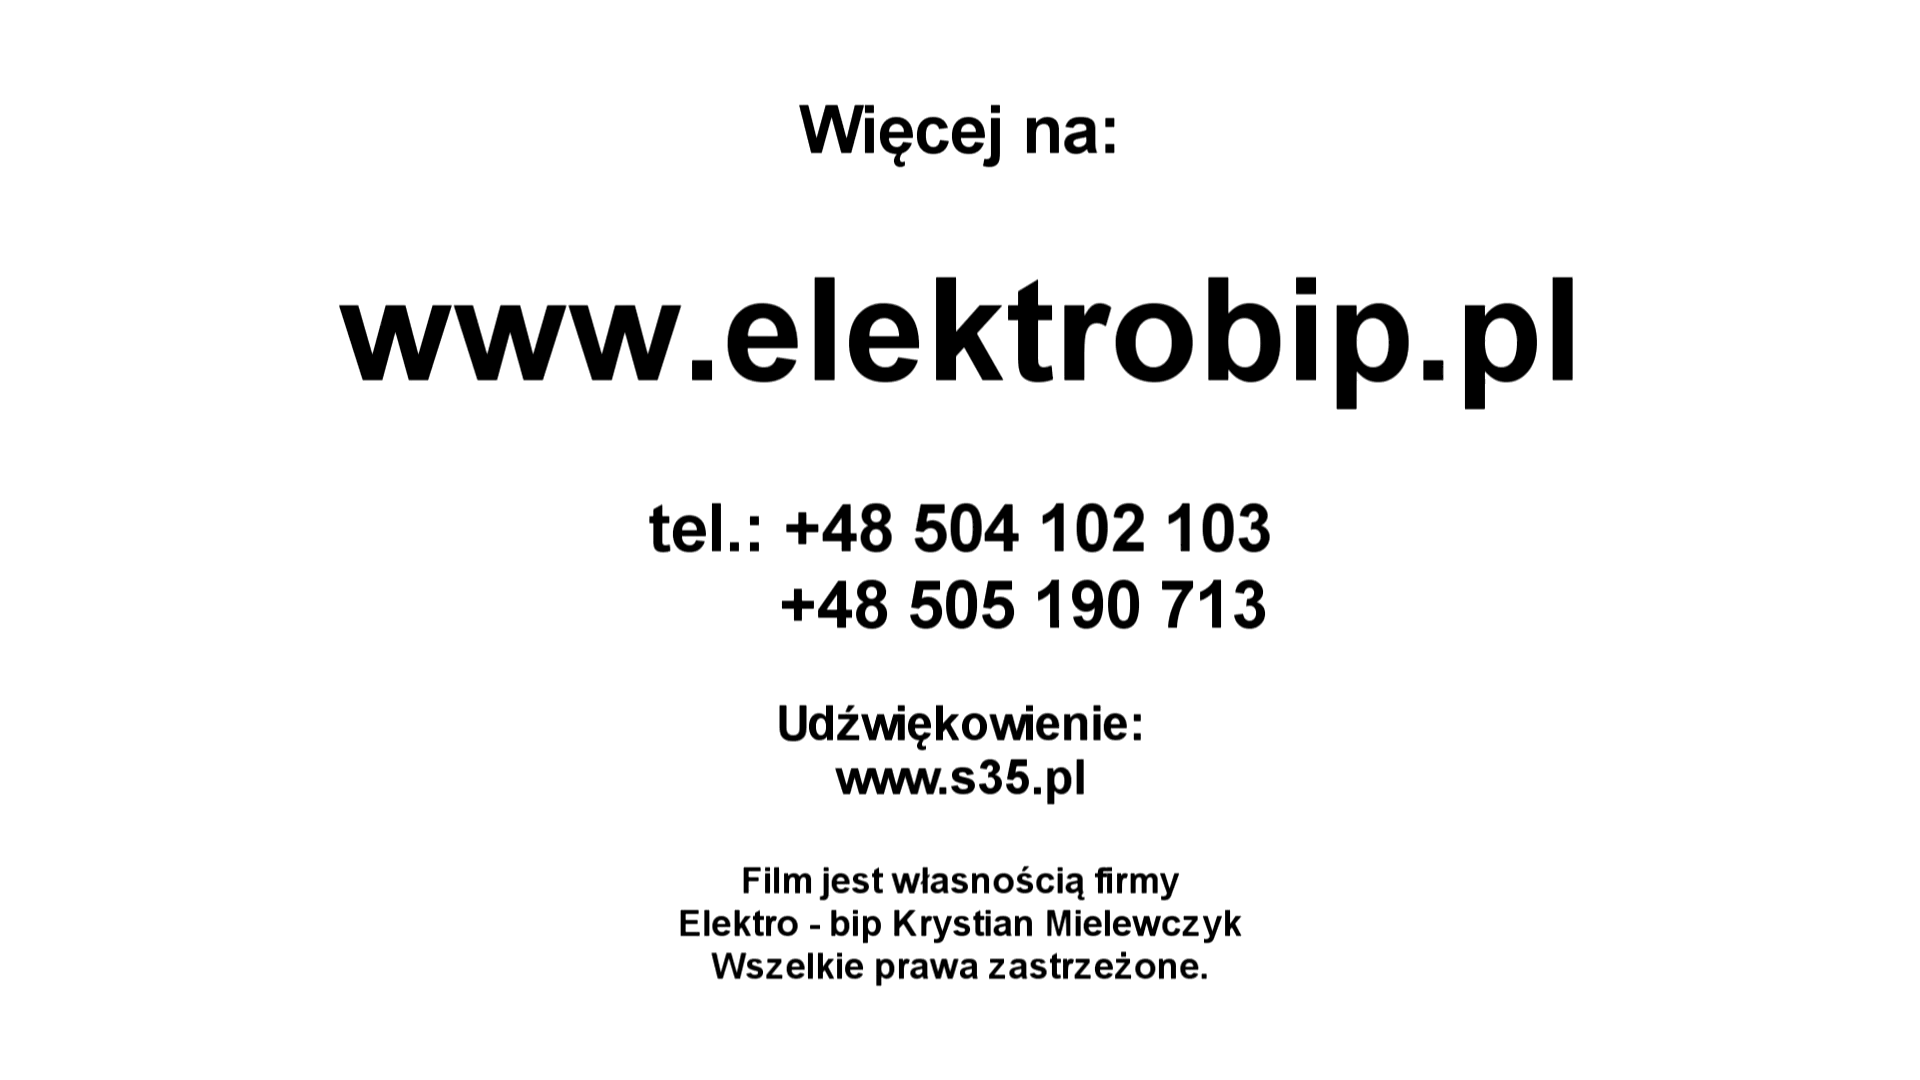 Więcej na:
www.elektrobip.pl
tel.: +48 504 102 103
+48 505 190 713
Udźwiękowienie:
www.s35.pl
Film jest własnością firmy
Elektro - bip Krystian Mielewczyk
Wszelkie prawa zastrzeżone.